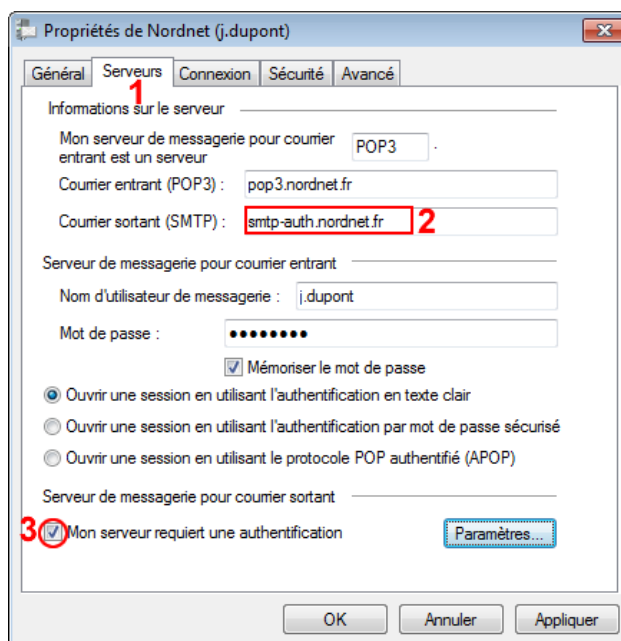 Propriétés de Nordnet (j.dupont)
Général Serveurs Connexion Sécurité Avancé
1
Informations sur le serveur
Mon serveur de messagerie pour courrier
entrant est un serveur
POP3 .
Courrier entrant (POP3) : pop3.nordnet.fr
Courrier sortant (SMTP) : smtp-auth.nordnet.fr 2
Serveur de messagerie pour courrier entrant
Nom d'utilisateur de messagerie : j.dupont
Mot de passe : ●●●●●●●●
Mémoriser le mot de passe
Ouvrir une session en utilisant l'authentification en texte clair
Ouvrir une session en utilisant l'authentification par mot de passe sécurisé
Ouvrir une session en utilisant le protocole POP authentifié (APOP)
Serveur de messagerie pour courrier sortant
3 Mon serveur requiert une authentification Paramètres...
OK Annuler Appliquer